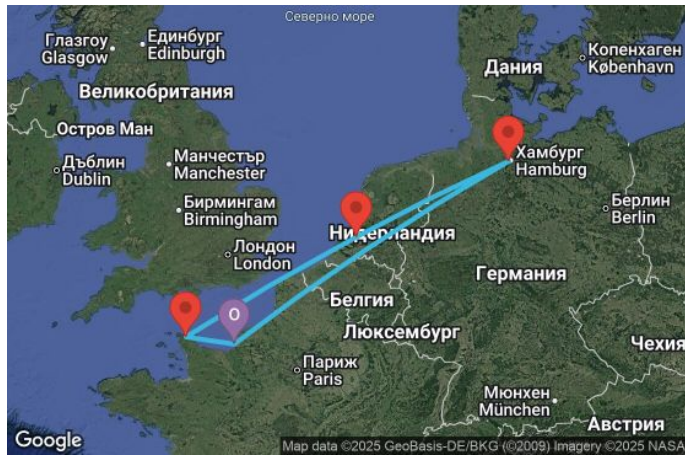 Северно море
Глазгоу
Glasgow
Единбург
Edinburgh
Копенхаген
København
Дания
Великобритания
Остров Ман
Хамбург
Hamburg
Дъблин
Dublin
Манчестър
Manchester
Бирмингам
Birmingham
Берлин
Berlin
Нидерландия
Лондон
London
Германия
Белгия
O
Люксембург
Чехия
Париж
Paris
Мюнхен
München
Австрия
Google
Map data ©2025 GeoBasis-DE/BKG (©2009) Imagery ©2025 NASA